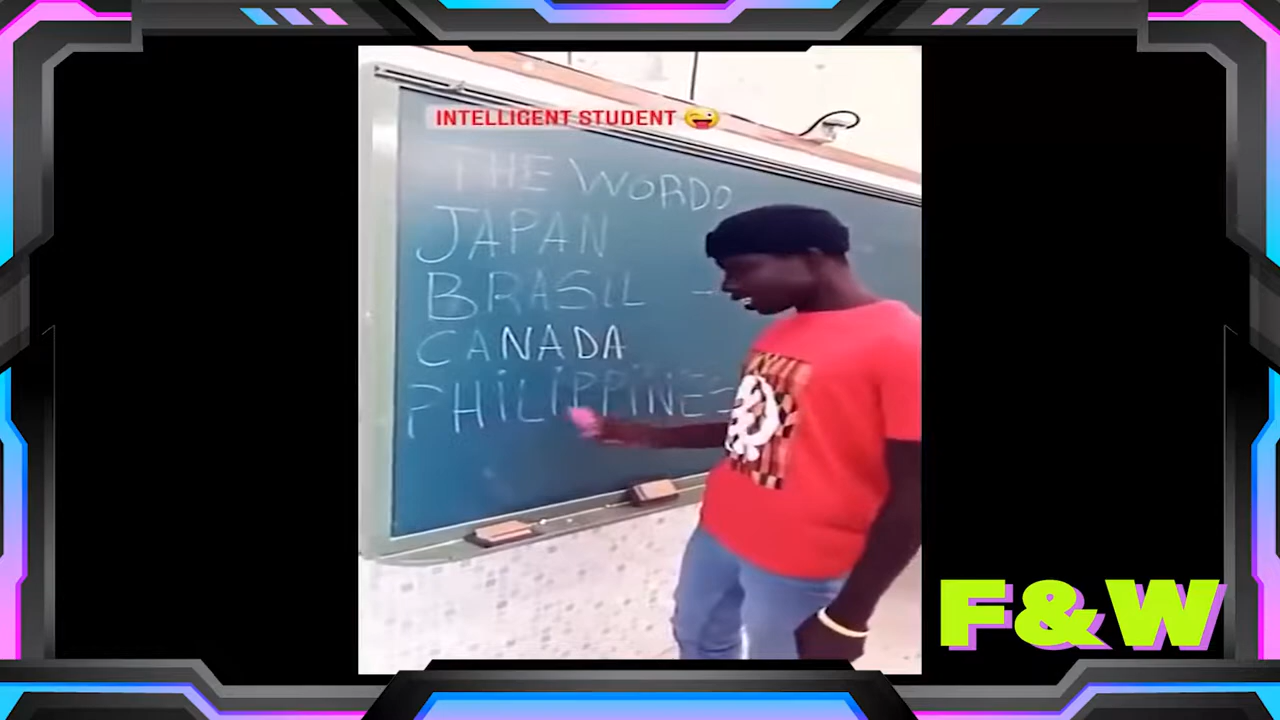 INTELLIGENT STUDENT 😜
THE WORDO
JAPAN
BRASIL
CANADA
PHILIPPINES
F&W